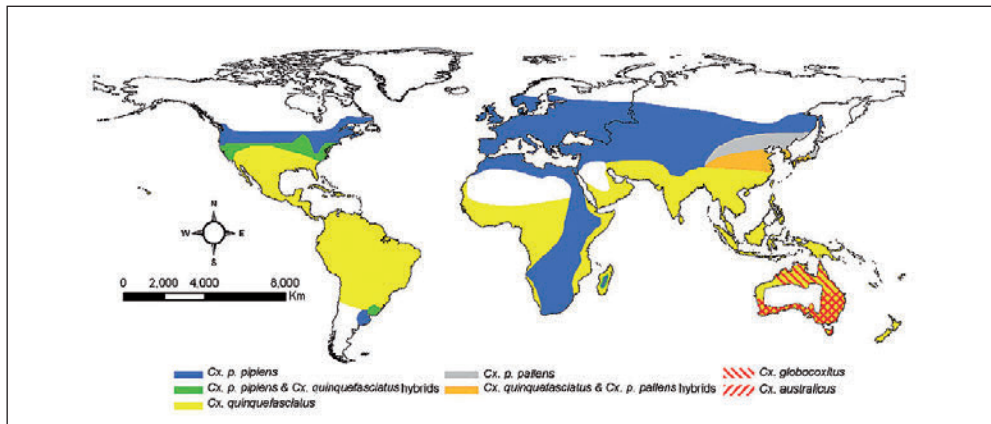 N
W E
S
0 2,000 4,000 8,000
Km
Cx. p. pipiens
Cx. p. pipiens & Cx. quinquefasciatus hybrids
Cx. quinquefasciatus
Cx. p. pallens
Cx. quinquefasciatus & Cx. p. pallens hybrids
Cx. globocoxitus
Cx. australicus